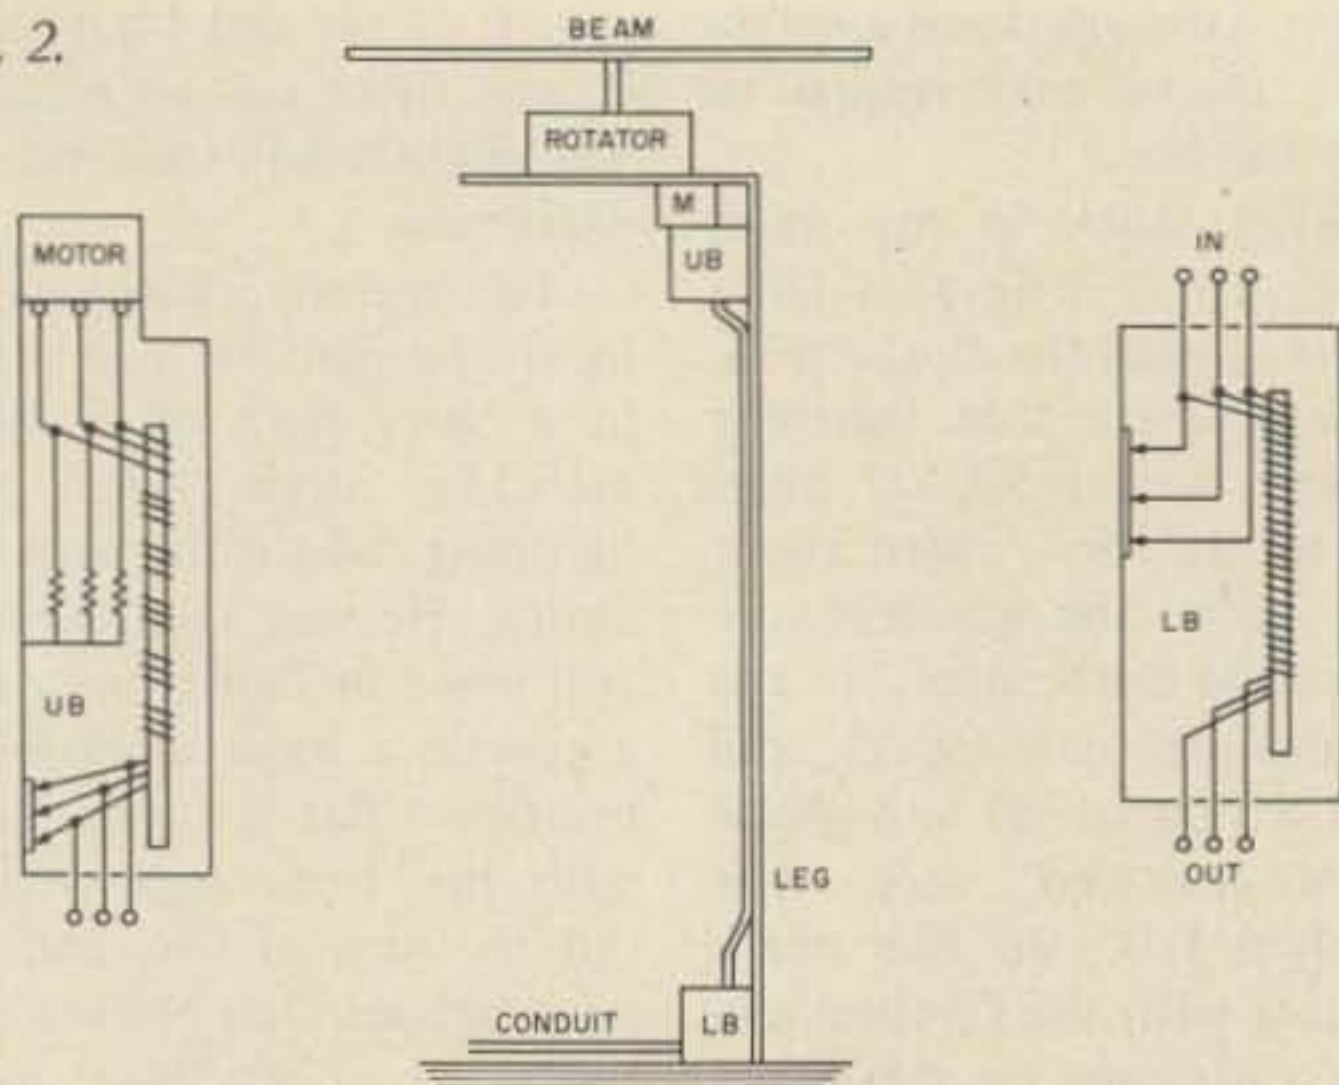 2.
BEAM
ROTATOR
M
UB
MOTOR
UB
LEG
CONDUIT
LB
IN
LB
OUT